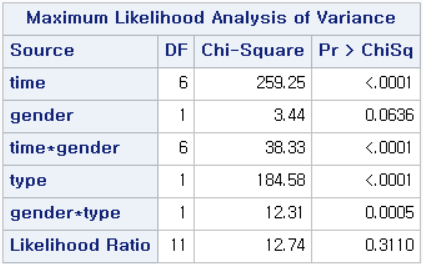 Maximum Likelihood Analysis of Variance
Source DF Chi-Square Pr > ChiSq
time 6 259.25 <.0001
gender 1 3.44 0.0636
time*gender 6 38.33 <.0001
type 1 184.58 <.0001
gender*type 1 12.31 0.0005
Likelihood Ratio 11 12.74 0.3110